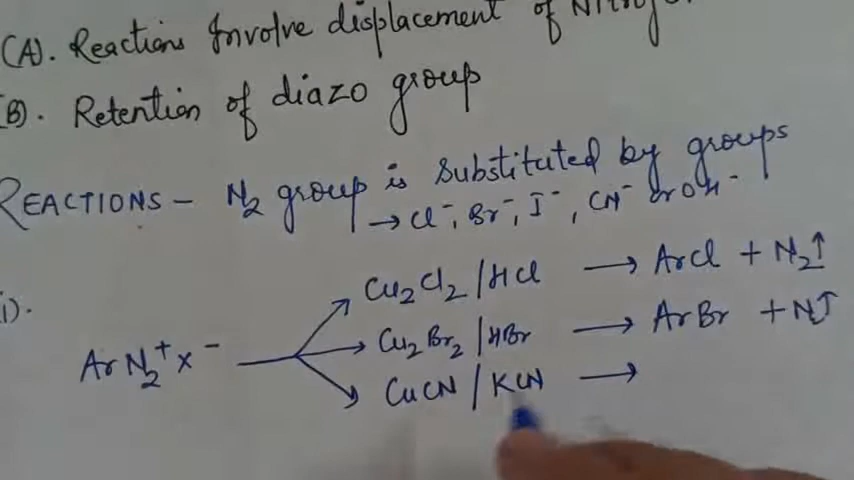 (A). Reactions Involve displacement of
(B). Retention of diazo group
REACTIONS - N₂ group is substituted by groups
→ Cl⁻, Br⁻, I⁻, CN⁻ or OH⁻
i).
Cu₂Cl₂ / HCl → ArCl + N₂↑
ArN₂⁺X⁻ Cu₂Br₂ / HBr → ArBr + N↑
CuCN / KCN →